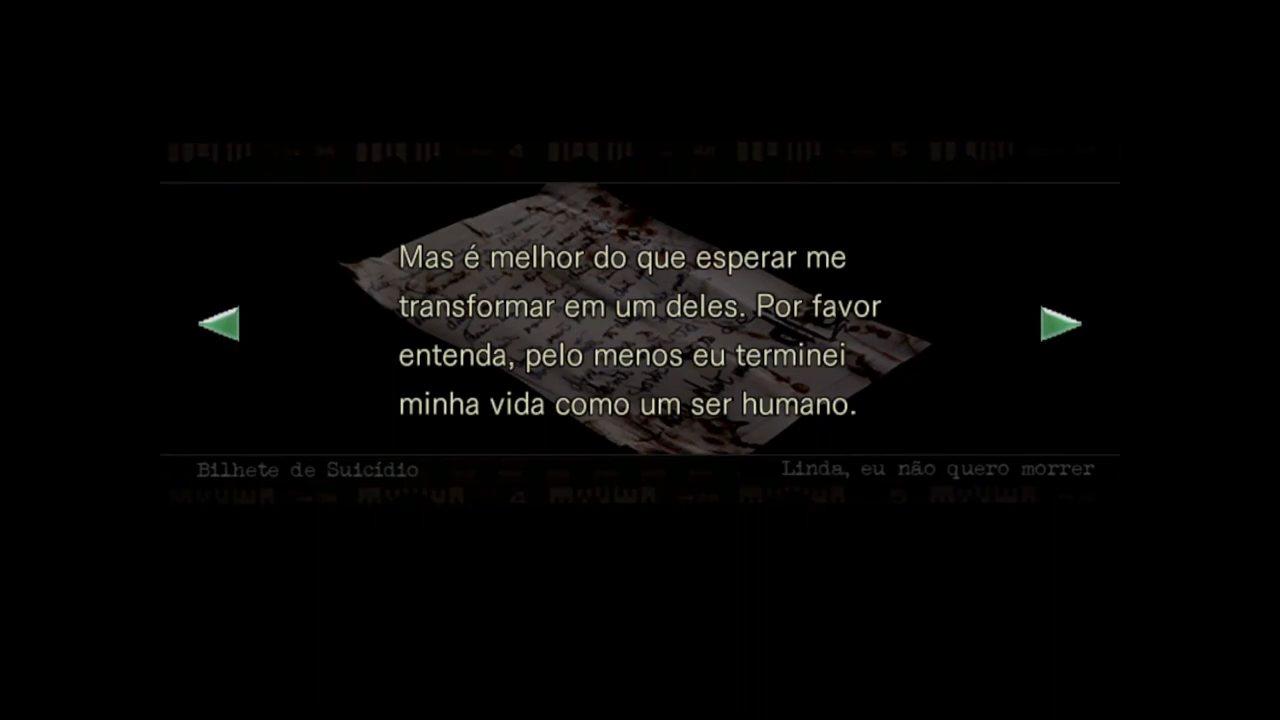 Mas é melhor do que esperar me
transformar em um deles. Por favor
entenda, pelo menos eu terminei
minha vida como um ser humano.
Bilhete de Suicídio
Linda, eu não quero morrer